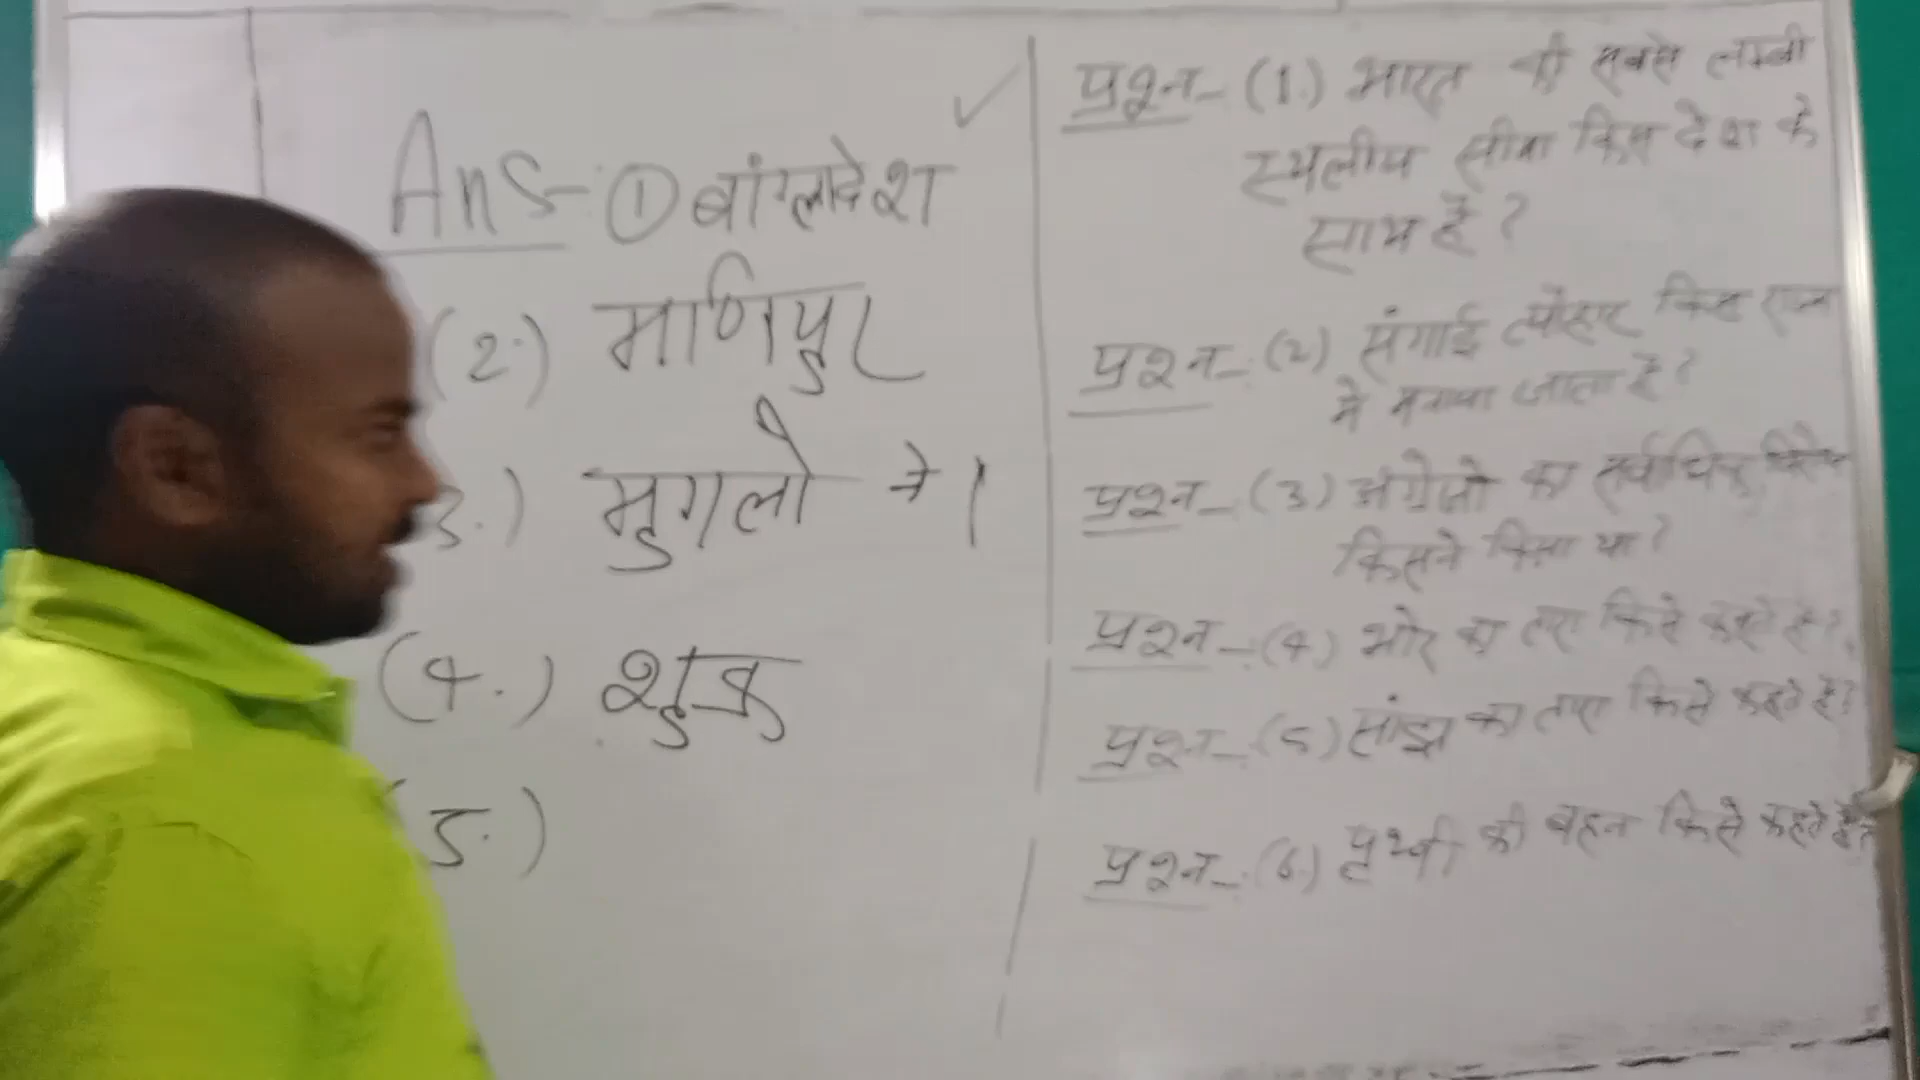 Ans- ① बांग्लादेश
(2.) माणिपुर
3.) मुगलो ने।
(4.) शुक्र
(5.)
प्रश्न- (1.) भारत की सबसे लम्बी
स्थलीय सीमा किस देश के
साथ है?
प्रश्न- (2) संगाई त्योहार किस राज्य
मे मनाया जाता है?
प्रश्न- (3) अंग्रेजो का सर्वाधिक विरोध
किसने किया था?
प्रश्न- (4) भोर का तारा किसे कहते है?
प्रश्न- (5) सांझ का तारा किसे कहते है?
प्रश्न- (6) पृथ्वी की बहन किसे कहते है?